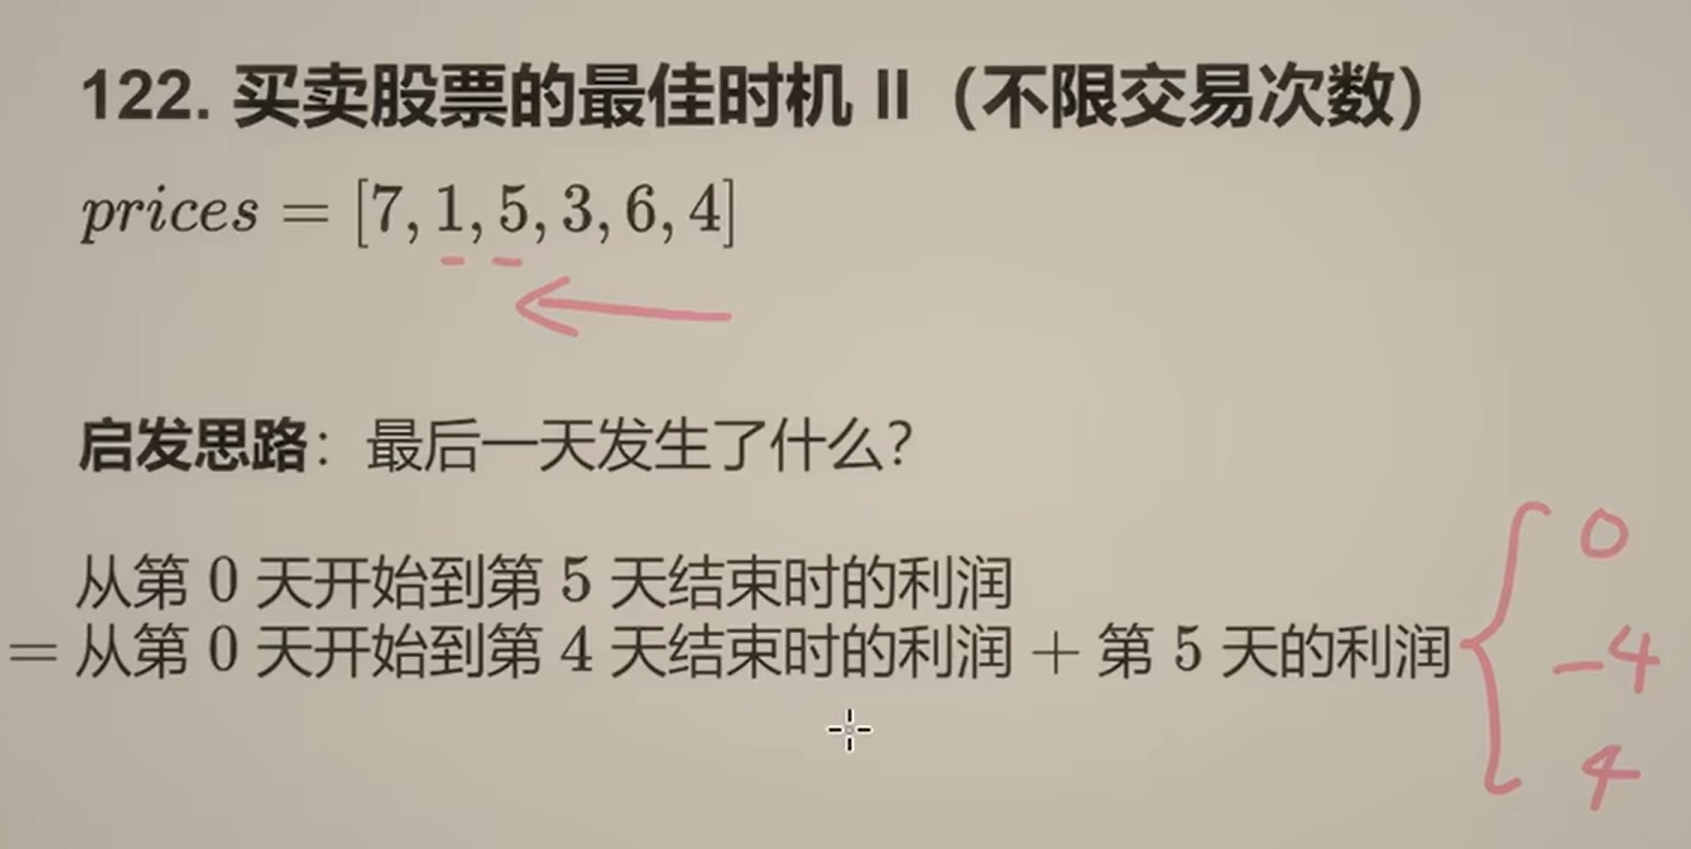 122. 买卖股票的最佳时机 II（不限交易次数）
prices = [7, 1, 5, 3, 6, 4]
启发思路：最后一天发生了什么？
从第 0 天开始到第 5 天结束时的利润
= 从第 0 天开始到第 4 天结束时的利润 + 第 5 天的利润
0
-4
4